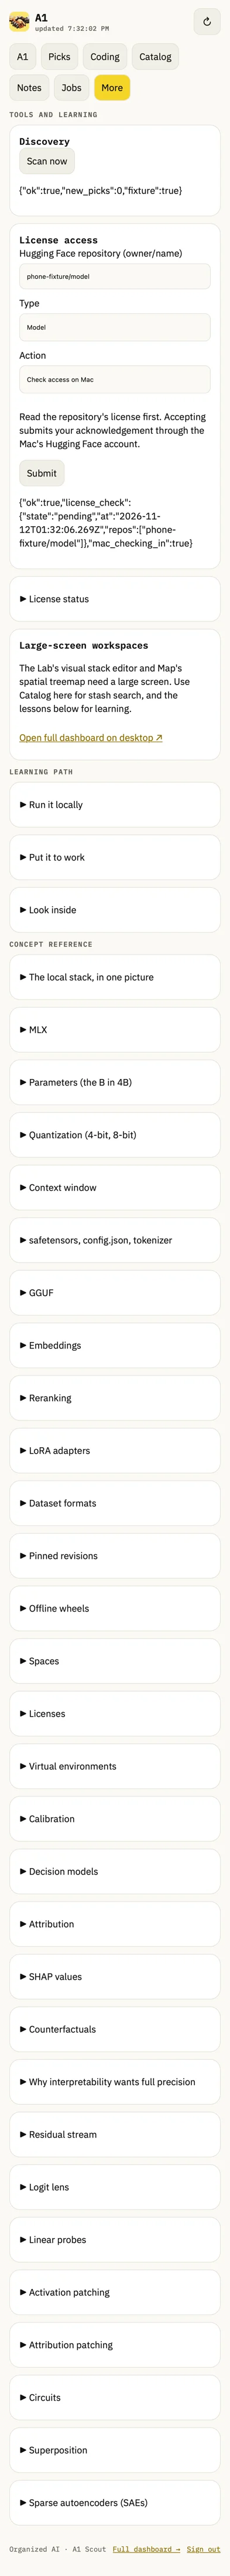 A1
updated 7:32:02 PM
↻
A1
Picks
Coding
Catalog
Notes
Jobs
More
TOOLS AND LEARNING
Discovery
Scan now
{"ok":true,"new_picks":0,"fixture":true}
License access
Hugging Face repository (owner/name)
phone-fixture/model
Type
Model
Action
Check access on Mac
Read the repository's license first. Accepting
submits your acknowledgement through the
Mac's Hugging Face account.
Submit
{"ok":true,"license_check":
{"state":"pending","at":"2026-11-
12T01:32:06.269Z","repos":["phone-
fixture/model"]},"mac_checking_in":true}
▶ License status
Large-screen workspaces
The Lab's visual stack editor and Map's
spatial treemap need a large screen. Use
Catalog here for stash search, and the
lessons below for learning.
Open full dashboard on desktop ↗
LEARNING PATH
▶ Run it locally
▶ Put it to work
▶ Look inside
CONCEPT REFERENCE
▶ The local stack, in one picture
▶ MLX
▶ Parameters (the B in 4B)
▶ Quantization (4-bit, 8-bit)
▶ Context window
▶ safetensors, config.json, tokenizer
▶ GGUF
▶ Embeddings
▶ Reranking
▶ LoRA adapters
▶ Dataset formats
▶ Pinned revisions
▶ Offline wheels
▶ Spaces
▶ Licenses
▶ Virtual environments
▶ Calibration
▶ Decision models
▶ Attribution
▶ SHAP values
▶ Counterfactuals
▶ Why interpretability wants full precision
▶ Residual stream
▶ Logit lens
▶ Linear probes
▶ Activation patching
▶ Attribution patching
▶ Circuits
▶ Superposition
▶ Sparse autoencoders (SAEs)
Organized AI · A1 Scout
Full dashboard →
Sign out